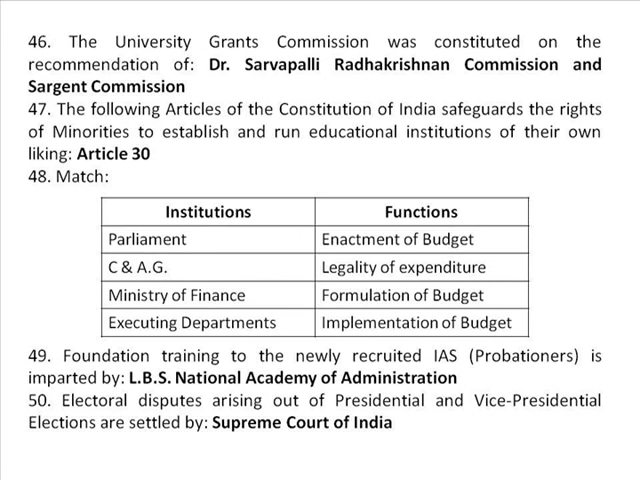 46. The University Grants Commission was constituted on the
recommendation of: Dr. Sarvapalli Radhakrishnan Commission and
Sargent Commission
47. The following Articles of the Constitution of India safeguards the rights
of Minorities to establish and run educational institutions of their own
liking: Article 30
48. Match:
Institutions Functions
Parliament Enactment of Budget
C & A.G. Legality of expenditure
Ministry of Finance Formulation of Budget
Executing Departments Implementation of Budget
49. Foundation training to the newly recruited IAS (Probationers) is
imparted by: L.B.S. National Academy of Administration
50. Electoral disputes arising out of Presidential and Vice-Presidential
Elections are settled by: Supreme Court of India